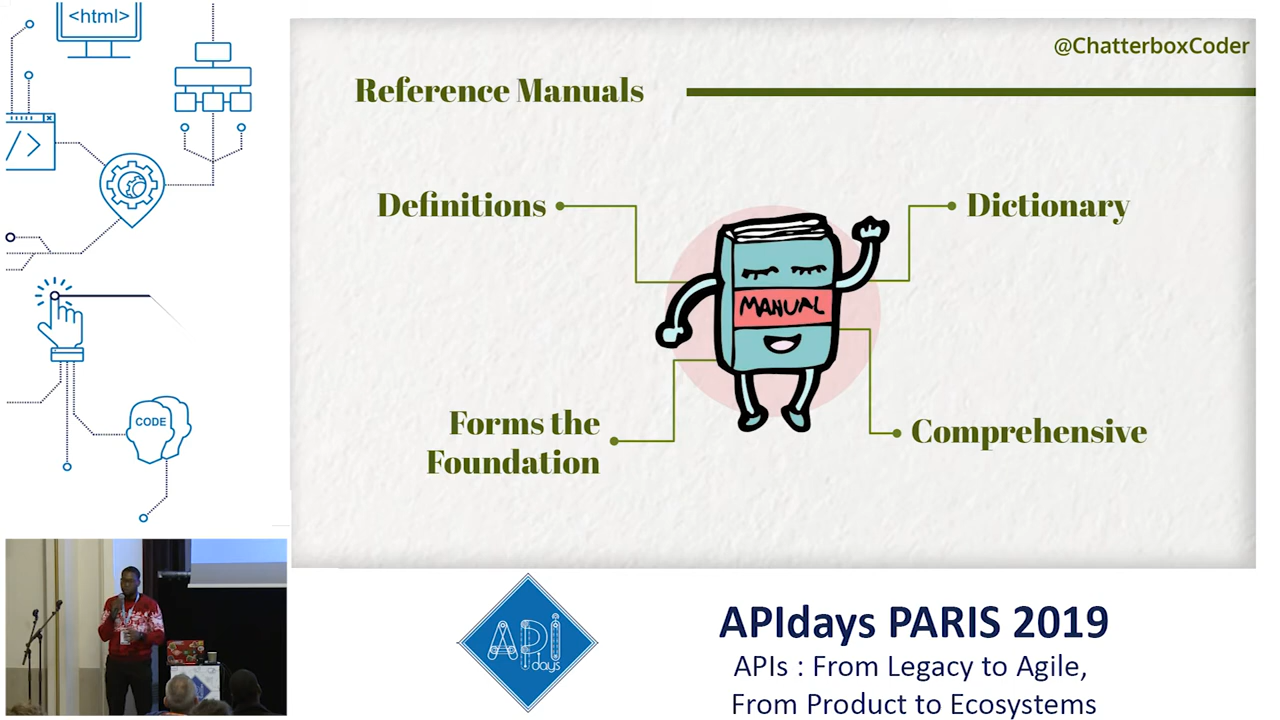 <html>
</>
CODE
@ChatterboxCoder
Reference Manuals
Definitions
Dictionary
MANUAL
Forms the
Foundation
Comprehensive
API
days
APIdays PARIS 2019
APIs : From Legacy to Agile,
From Product to Ecosystems